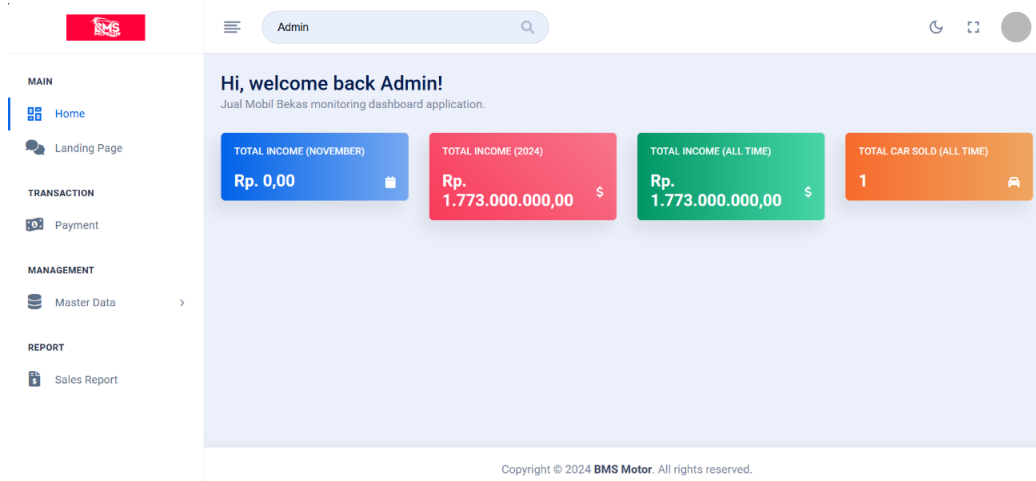 BMS
Admin
MAIN
Home
Landing Page
TRANSACTION
Payment
MANAGEMENT
Master Data
REPORT
Sales Report
Hi, welcome back Admin!
Jual Mobil Bekas monitoring dashboard application.
TOTAL INCOME (NOVEMBER)
Rp. 0,00
TOTAL INCOME (2024)
Rp.
1.773.000.000,00
$
TOTAL INCOME (ALL TIME)
Rp.
1.773.000.000,00
$
TOTAL CAR SOLD (ALL TIME)
1
Copyright © 2024 BMS Motor. All rights reserved.